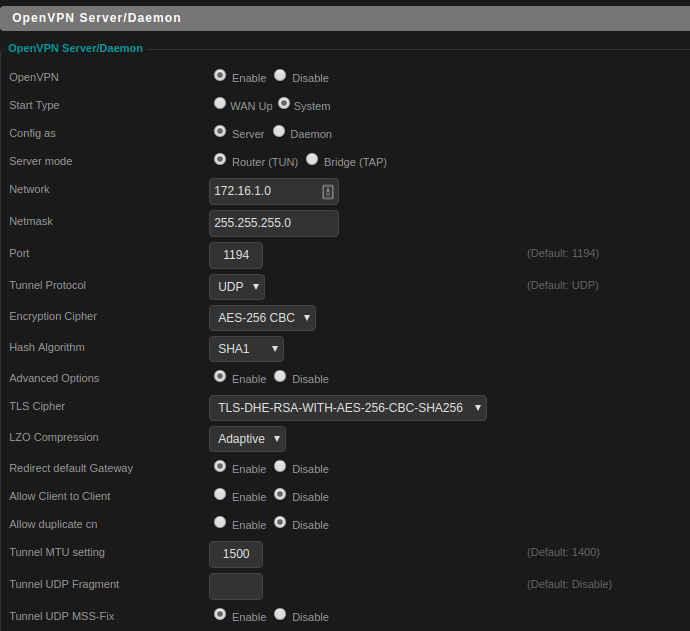 OpenVPN Server/Daemon
OpenVPN Server/Daemon
OpenVPN Enable Disable
Start Type WAN Up System
Config as Server Daemon
Server mode Router (TUN) Bridge (TAP)
Network 172.16.1.0
Netmask 255.255.255.0
Port 1194 (Default: 1194)
Tunnel Protocol UDP (Default: UDP)
Encryption Cipher AES-256 CBC
Hash Algorithm SHA1
Advanced Options Enable Disable
TLS Cipher TLS-DHE-RSA-WITH-AES-256-CBC-SHA256
LZO Compression Adaptive
Redirect default Gateway Enable Disable
Allow Client to Client Enable Disable
Allow duplicate cn Enable Disable
Tunnel MTU setting 1500 (Default: 1400)
Tunnel UDP Fragment (Default: Disable)
Tunnel UDP MSS-Fix Enable Disable